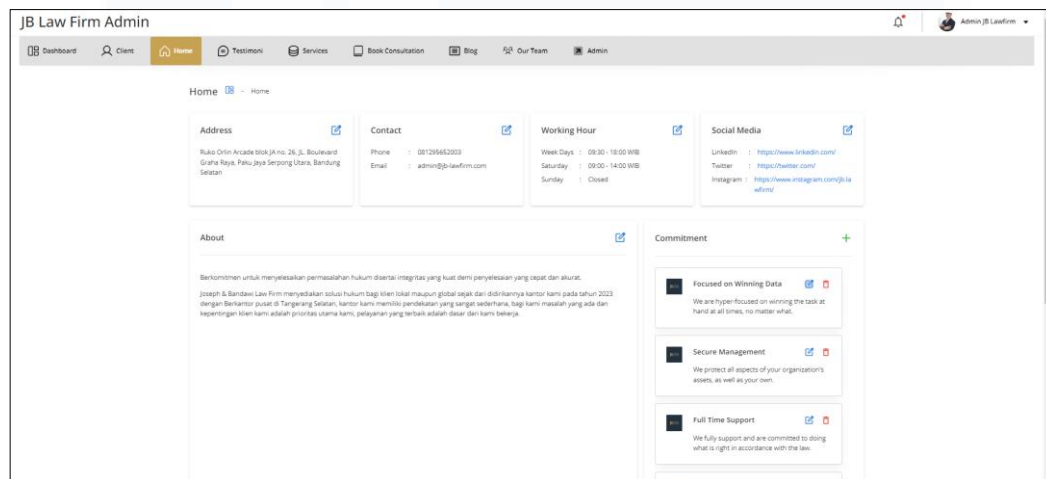 JB Law Firm Admin
Admin JB Lawfirm
Dashboard Client Home Testimoni Services Book Consultation Blog Our Team Admin
Home - Home
Address
Ruko Orlin Arcade blok JA no. 26, JL. Boulevard
Graha Raya, Paku Jaya Serpong Utara, Bandung
Selatan
Contact
Phone : 081295652003
Email : admin@jb-lawfirm.com
Working Hour
Week Days : 09:30 - 18:00 WIB
Saturday : 09:00 - 14:00 WIB
Sunday : Closed
Social Media
LinkedIn : https://www.linkedin.com/
Twitter : https://twitter.com/
Instagram : https://www.instagram.com/jb.la
wfirm/
About
Berkomitmen untuk menyelesaikan permasalahan hukum disertai integritas yang kuat demi penyelesaian yang cepat dan akurat.
Joseph & Bandawi Law Firm menyediakan solusi hukum bagi klien lokal maupun global sejak dari didirikannya kantor kami pada tahun 2023
dengan Berkantor pusat di Tangerang Selatan, kantor kami memiliki pendekatan yang sangat sederhana, bagi kami masalah yang ada dan
kepentingan klien kami adalah prioritas utama kami, pelayanan yang terbaik adalah dasar dari kami bekerja.
Commitment
Focused on Winning Data
We are hyper-focused on winning the task at
hand at all times, no matter what.
Secure Management
We protect all aspects of your organization's
assets, as well as your own.
Full Time Support
We fully support and are committed to doing
what is right in accordance with the law.